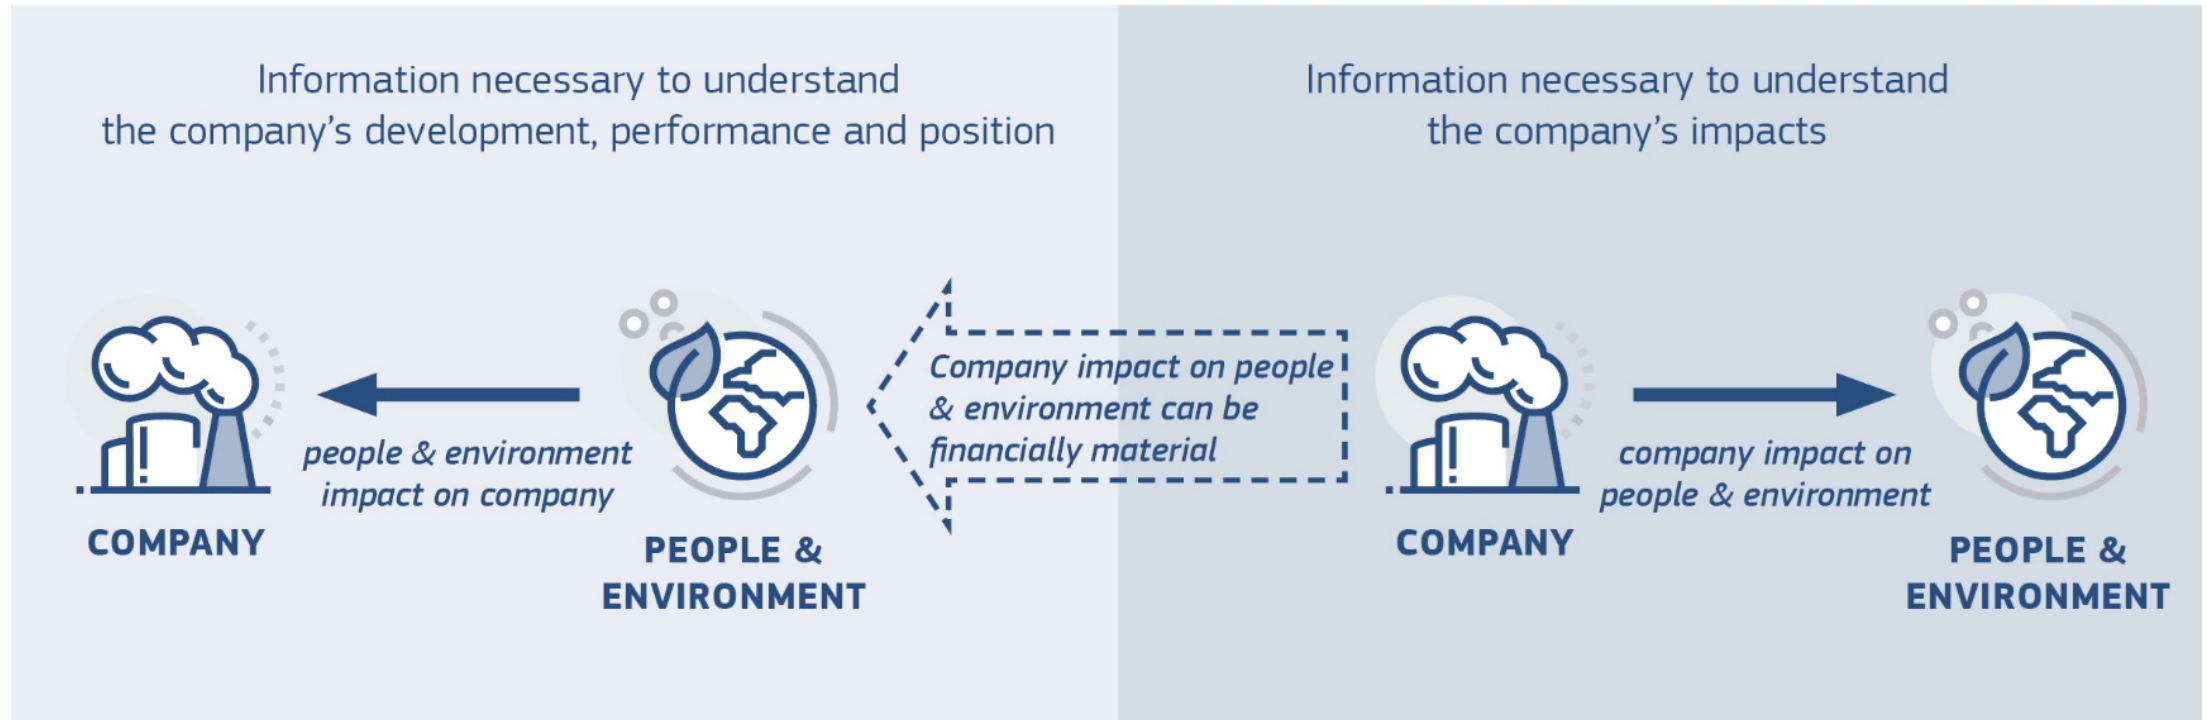 Information necessary to understand
the company's development, performance and position
people & environment
impact on company
COMPANY
PEOPLE &
ENVIRONMENT
Company impact on people
& environment can be
financially material
Information necessary to understand
the company's impacts
company impact on
people & environment
COMPANY
PEOPLE &
ENVIRONMENT